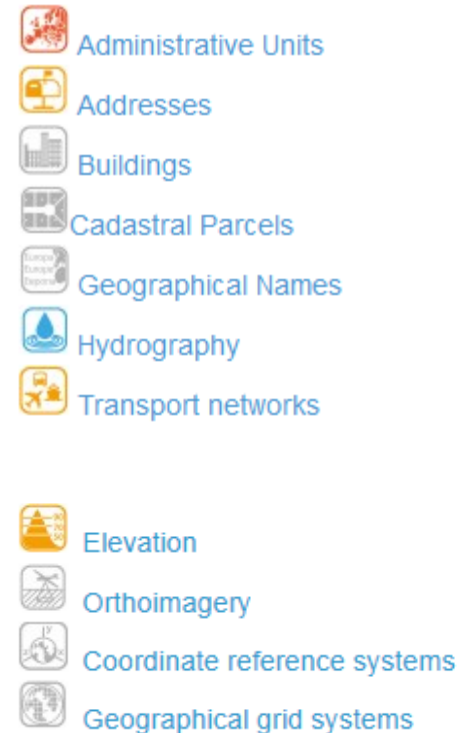 Administrative Units
Addresses
Buildings
Cadastral Parcels
Geographical Names
Hydrography
Transport networks
Elevation
Orthoimagery
Coordinate reference systems
Geographical grid systems